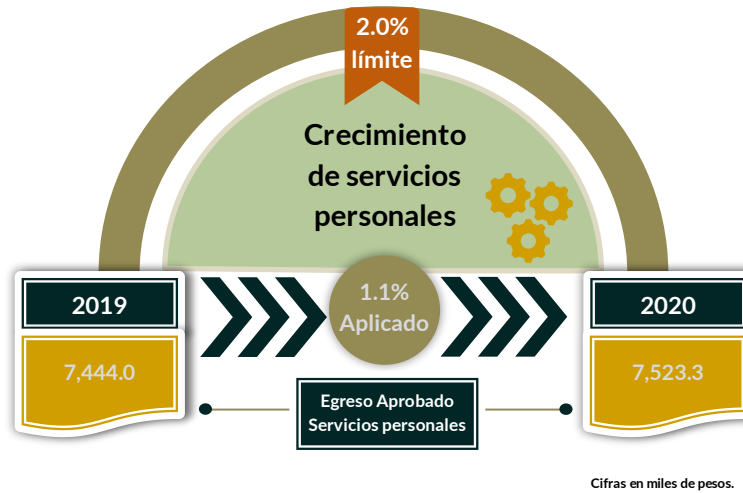 2.0%
límite
Crecimiento
de servicios
personales
2019
1.1%
Aplicado
2020
7,444.0
7,523.3
Egreso Aprobado
Servicios personales
Cifras en miles de pesos.